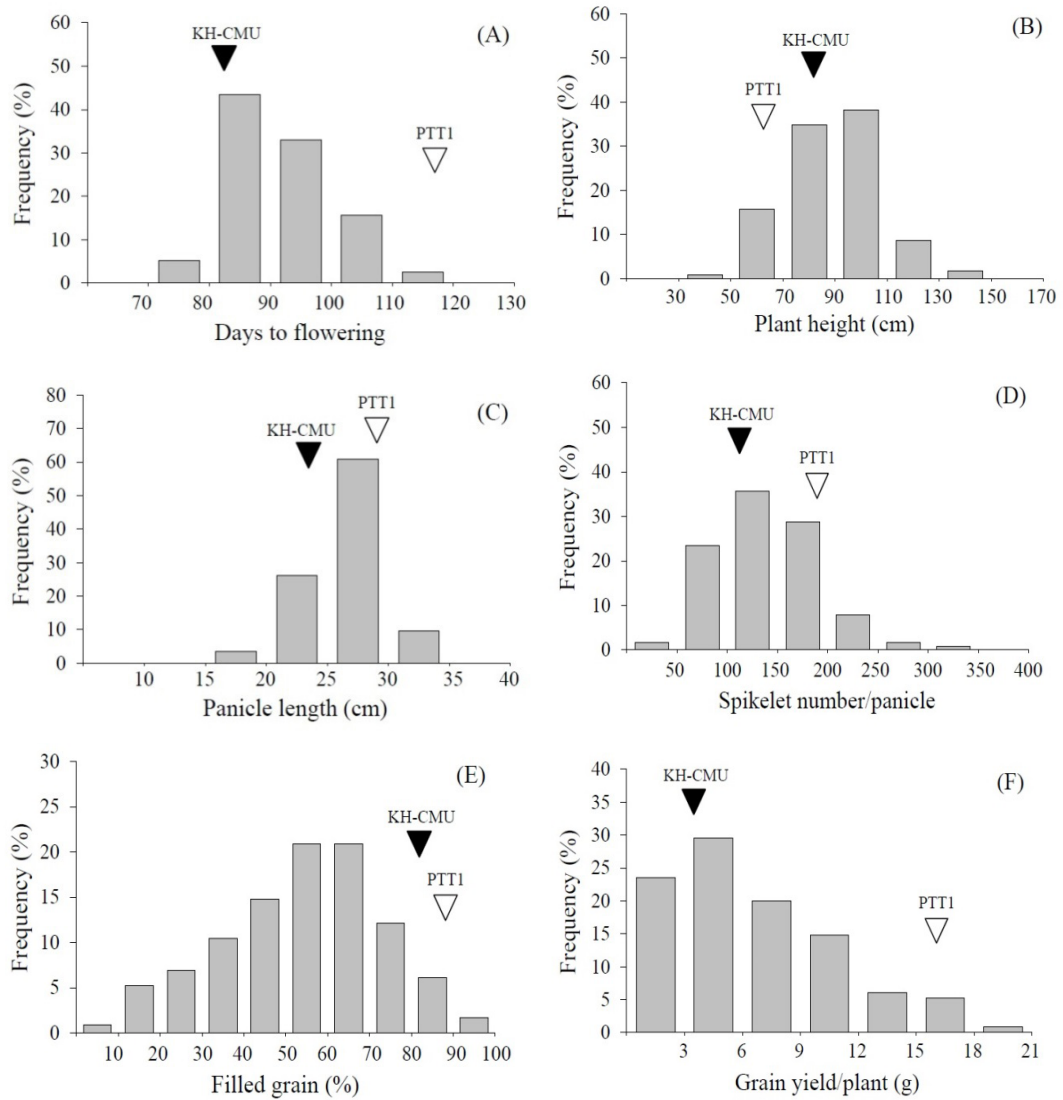 (A)
KH-CMU
PTT1
Frequency (%)
60
50
40
30
20
10
0
70 80 90 100 110 120 130
Days to flowering
(B)
KH-CMU
PTT1
Frequency (%)
60
50
40
30
20
10
0
30 50 70 90 110 130 150 170
Plant height (cm)
(C)
PTT1
KH-CMU
Frequency (%)
80
70
60
50
40
30
20
10
0
10 20 25 30 35 40
Panicle length (cm)
(D)
KH-CMU
PTT1
Frequency (%)
60
50
40
30
20
10
0
50 100 150 200 250 300 350 400
Spikelet number/panicle
(E)
KH-CMU
PTT1
Frequency (%)
30
25
20
15
10
5
0
10 20 30 40 50 60 70 80 90 100
Filled grain (%)
(F)
KH-CMU
PTT1
Frequency (%)
40
35
30
25
20
15
10
5
0
3 6 9 12 15 18 21
Grain yield/plant (g)